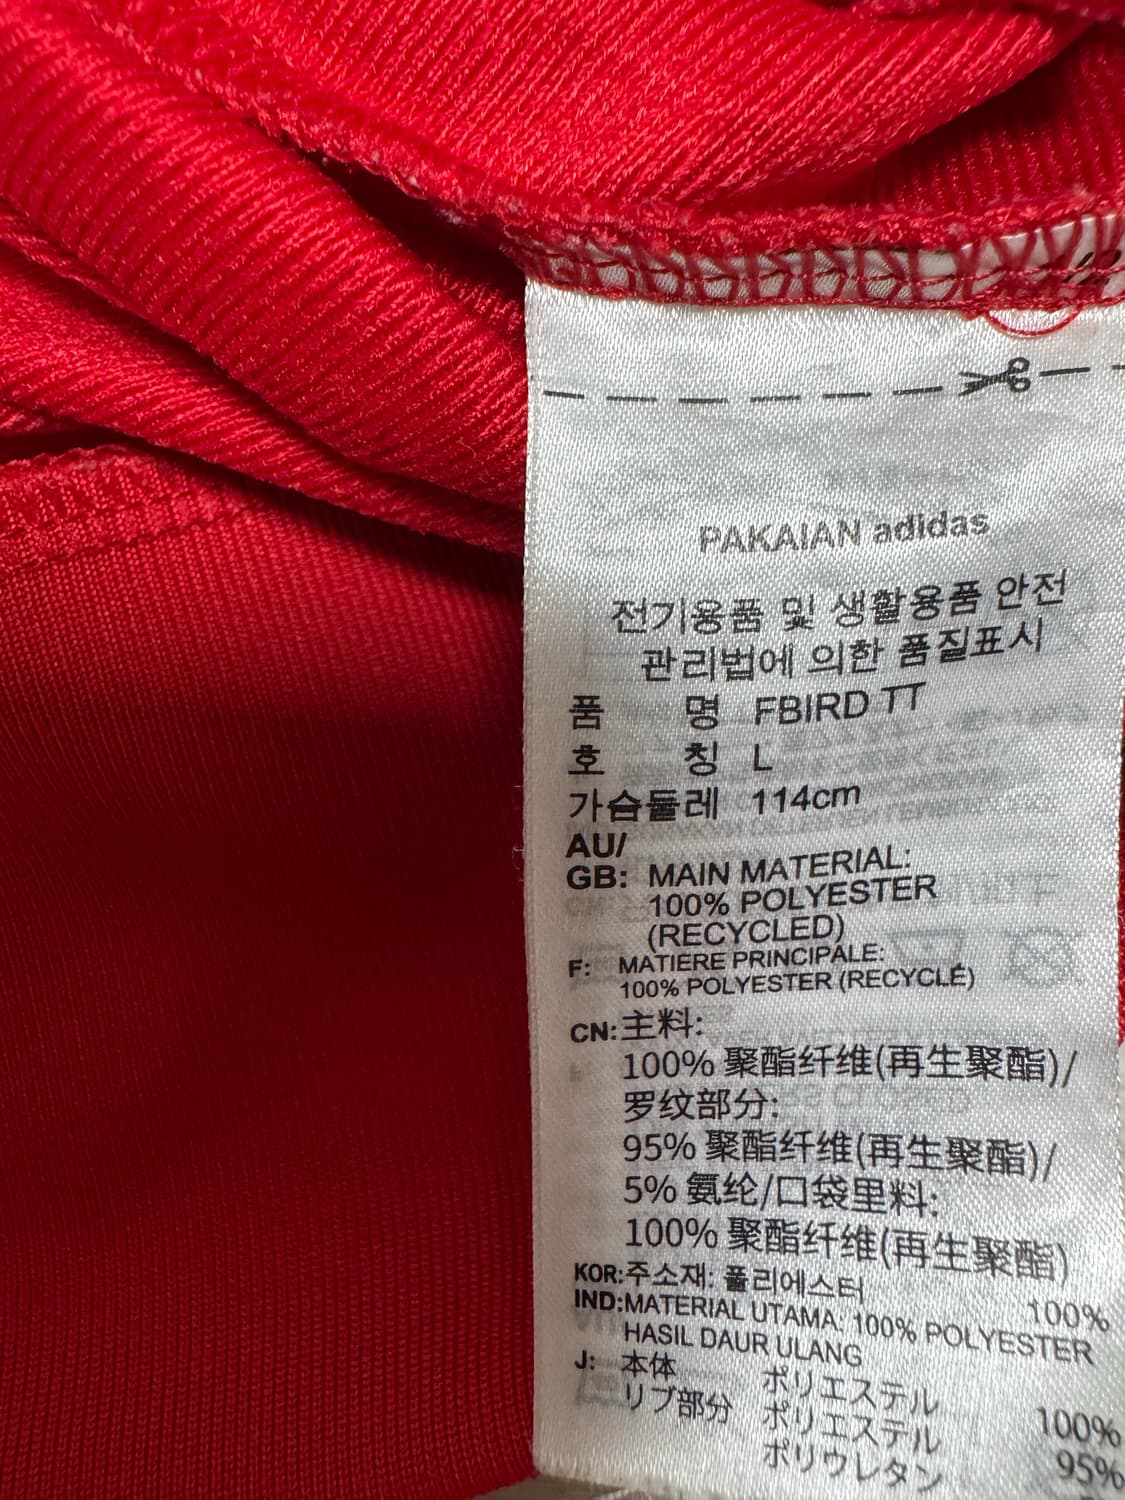 PAKAIAN adidas
전기용품 및 생활용품 안전
관리법에 의한 품질표시
품 명 FBIRD TT
호 칭 L
가슴둘레 114cm
AU/
GB: MAIN MATERIAL:
100% POLYESTER
(RECYCLED)
F: MATIERE PRINCIPALE:
100% POLYESTER (RECYCLÉ)
CN: 主料:
100% 聚酯纤维(再生聚酯)/
罗纹部分:
95% 聚酯纤维(再生聚酯)/
5% 氨纶/口袋里料:
100% 聚酯纤维(再生聚酯)
KOR: 주소재: 폴리에스터 100%
IND: MATERIAL UTAMA: 100% POLYESTER
HASIL DAUR ULANG
J: 本体 ポリエステル 100%
リブ部分 ポリエステル 95%
ポリウレタン